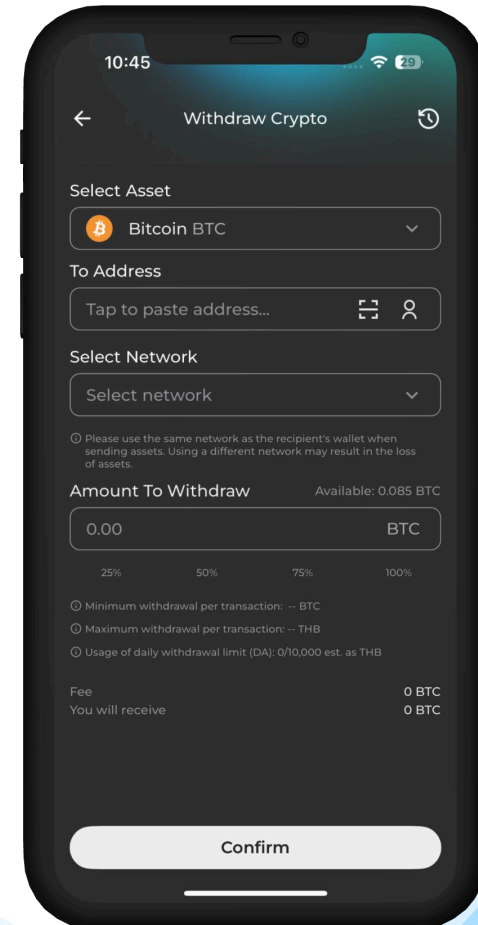 10:45
29
Withdraw Crypto
Select Asset
Bitcoin BTC
To Address
Tap to paste address...
Select Network
Select network
Please use the same network as the recipient's wallet when
sending assets. Using a different network may result in the loss
of assets.
Amount To Withdraw Available: 0.085 BTC
0.00 BTC
25% 50% 75% 100%
Minimum withdrawal per transaction: -- BTC
Maximum withdrawal per transaction: -- THB
Usage of daily withdrawal limit (DA): 0/10,000 est. as THB
Fee 0 BTC
You will receive 0 BTC
Confirm